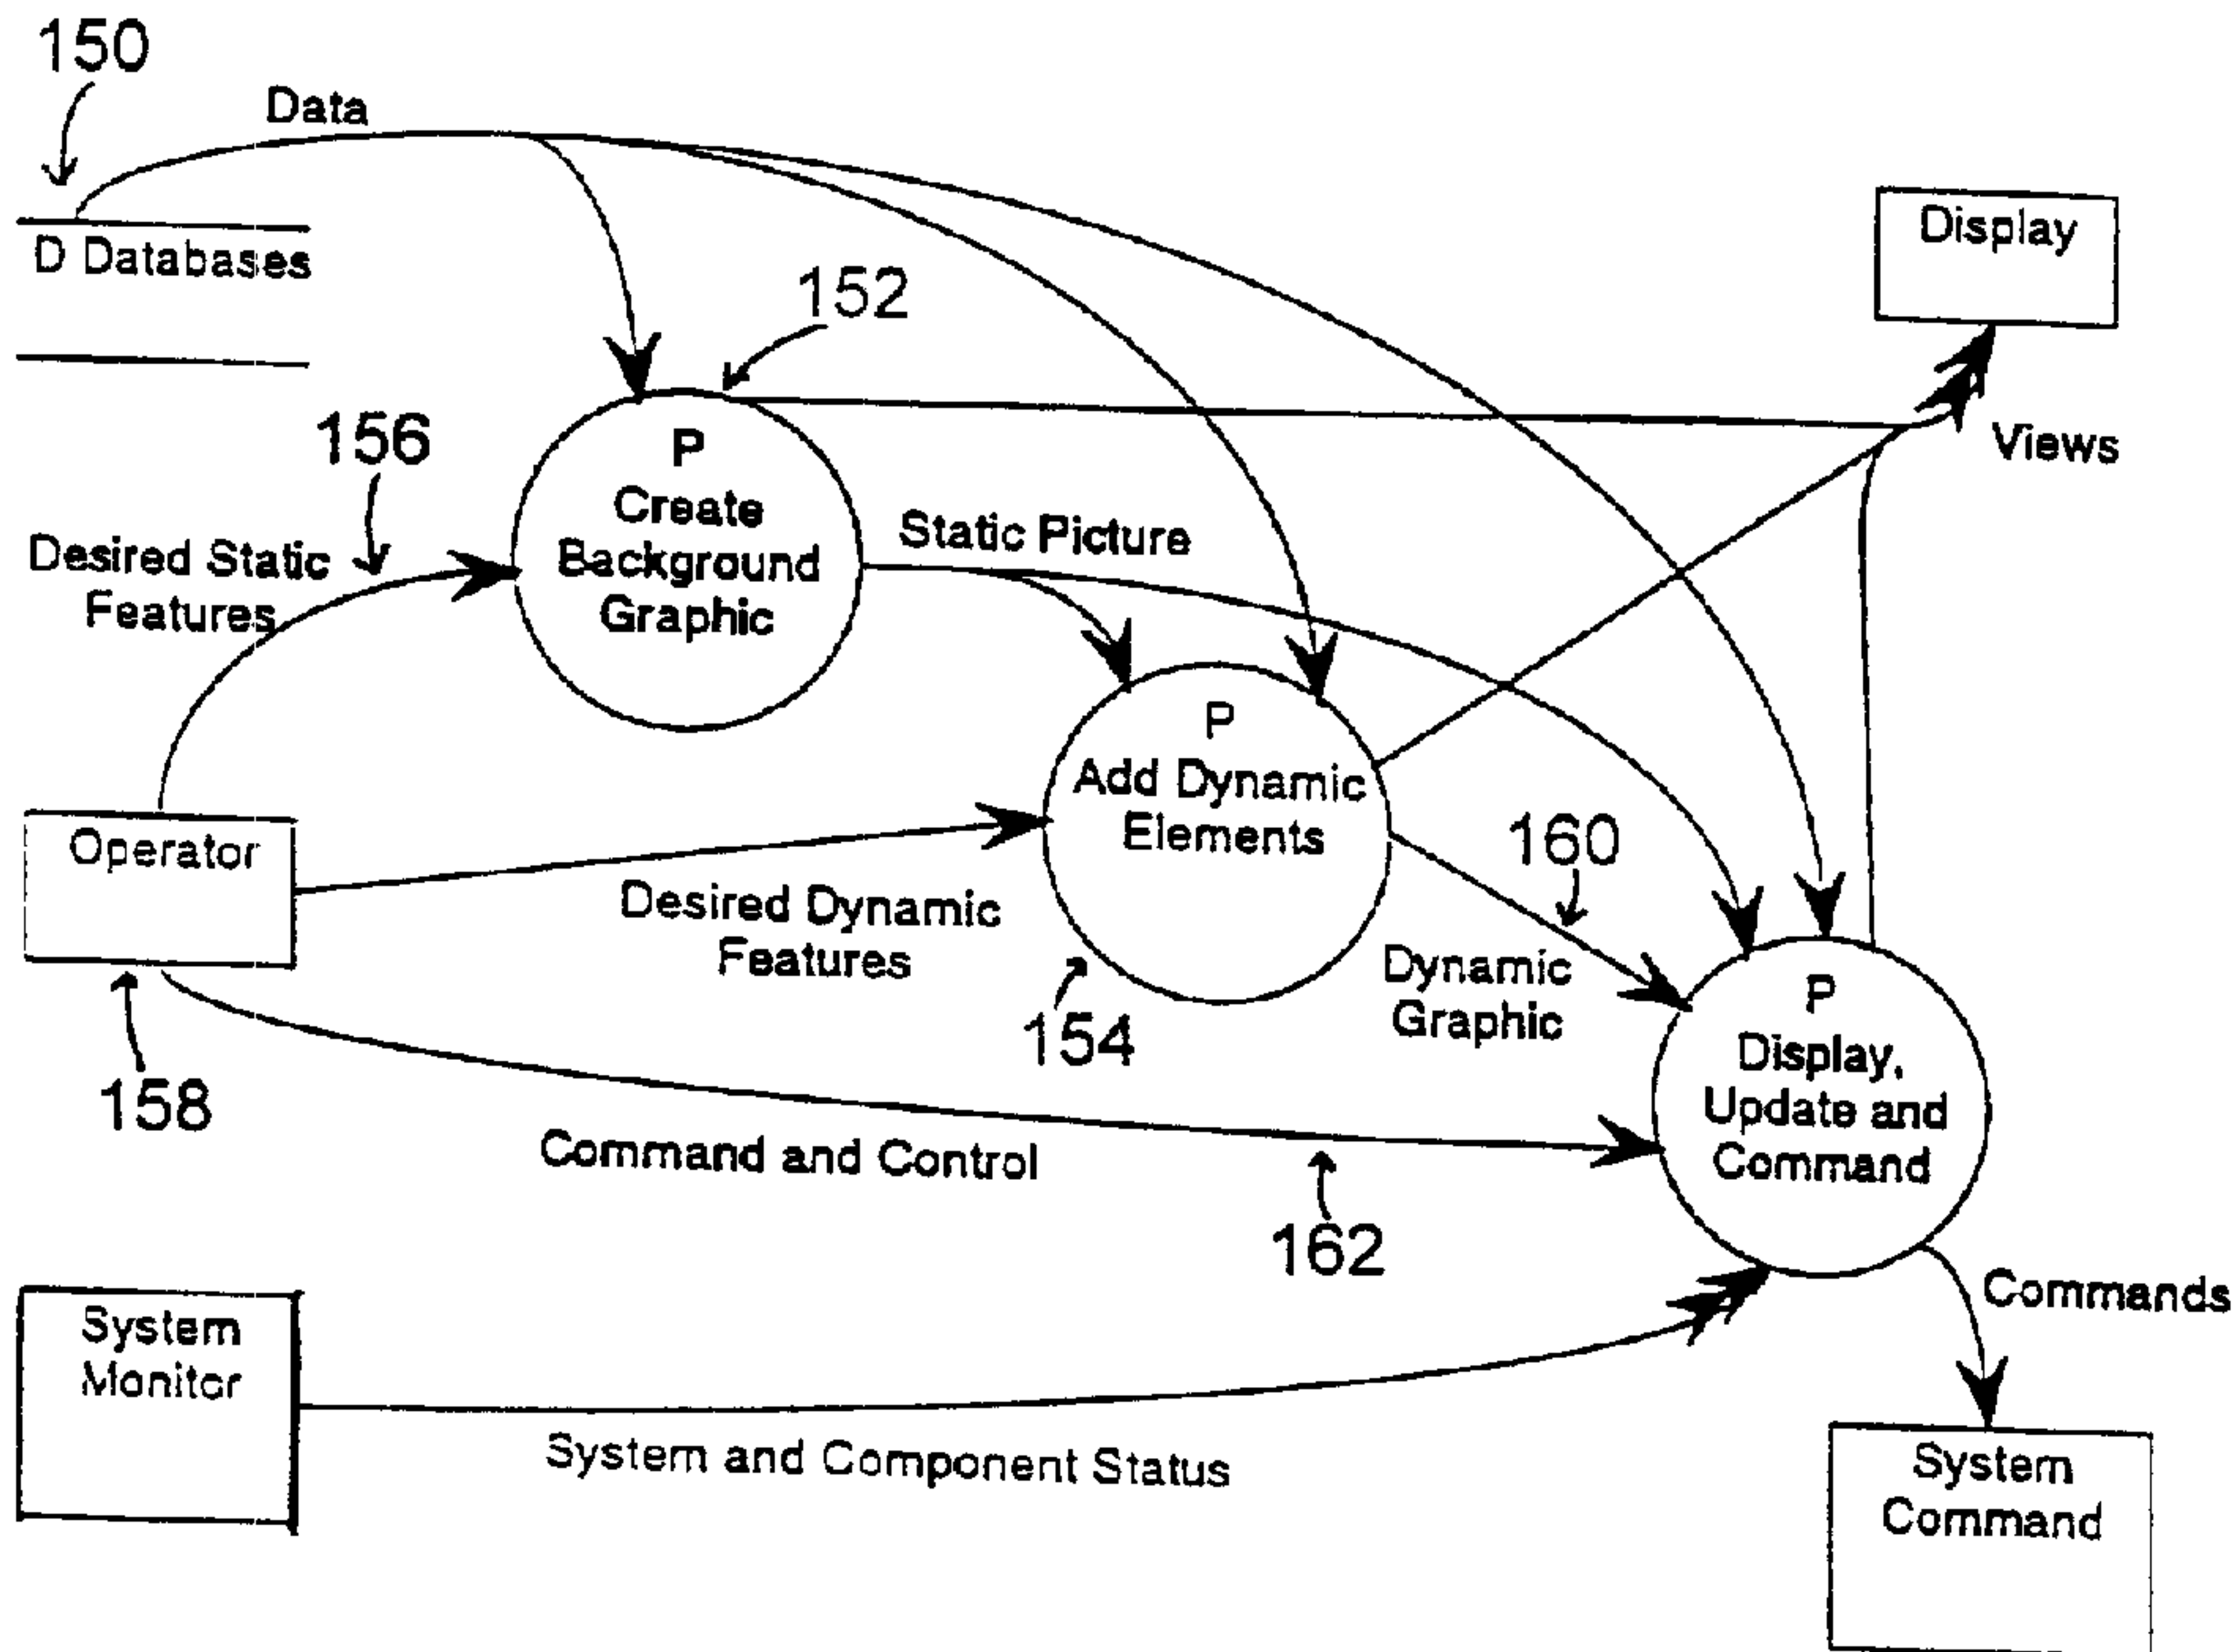 150
Data
D Databases
Display
152
156
Views
P
Create
Background
Graphic
Static Picture
Desired Static
Features
P
Add Dynamic
Elements
Operator
160
Desired Dynamic
Features
Dynamic
Graphic
154
P
Display,
Update and
Command
158
Command and Control
162
Commands
System
Monitor
System and Component Status
System
Command